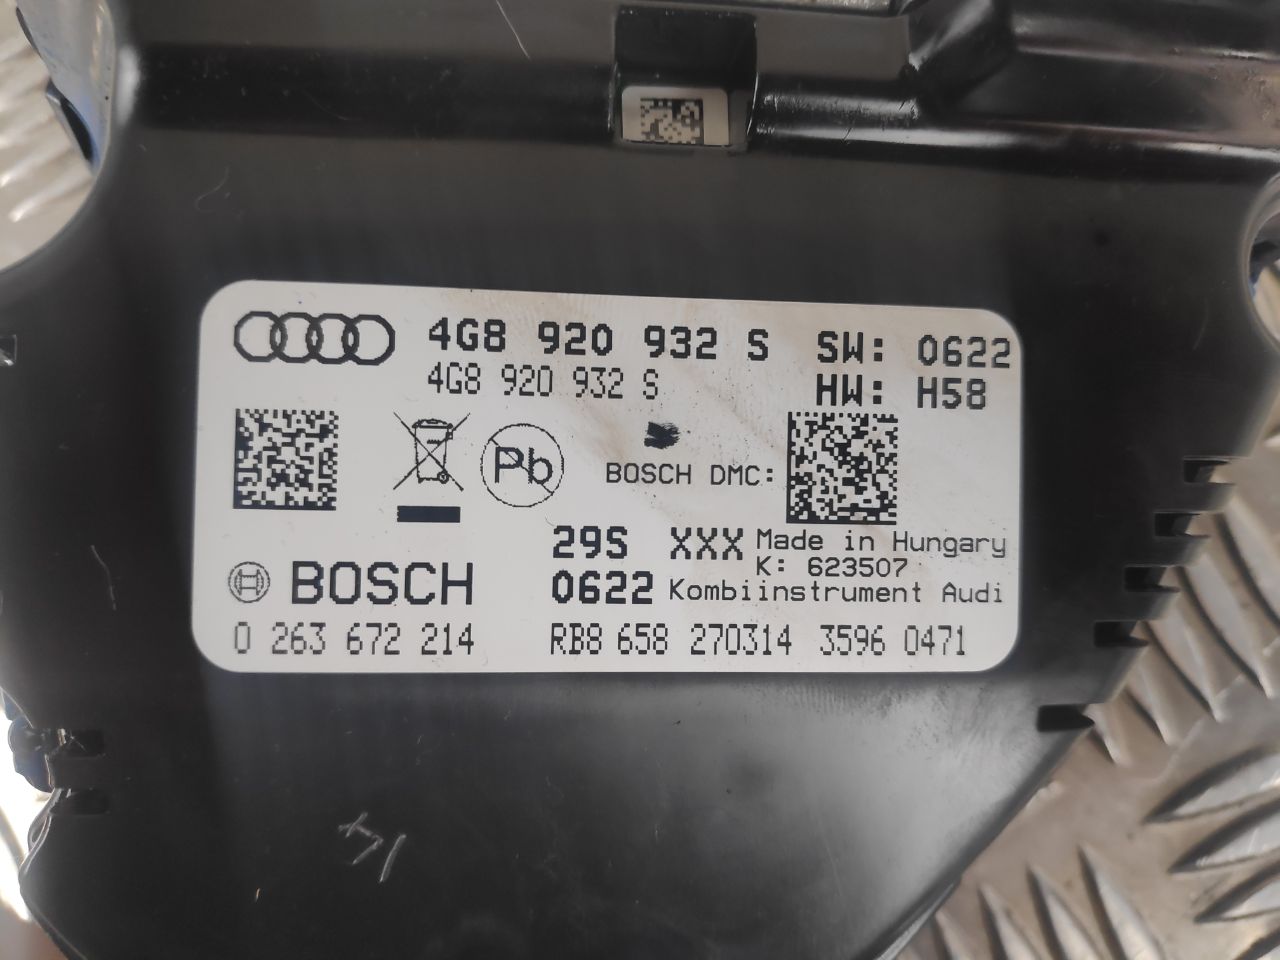 4G8 920 932 S SW: 0622
4G8 920 932 S HW: H58
Pb
BOSCH DMC:
29S XXX Made in Hungary
K: 623507
BOSCH 0622 Kombiinstrument Audi
0 263 672 214 RB8 658 270314 3596 0471